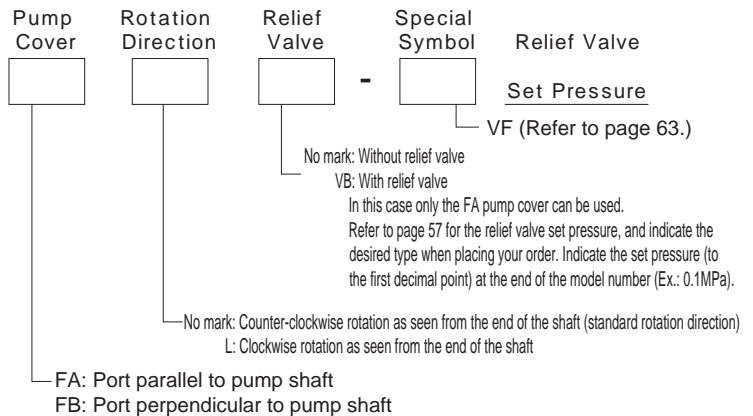 Pump Cover
Rotation Direction
Relief Valve
-
Special Symbol
Relief Valve
Set Pressure
VF (Refer to page 63.)
No mark: Without relief valve
VB: With relief valve
In this case only the FA pump cover can be used.
Refer to page 57 for the relief valve set pressure, and indicate the
desired type when placing your order. Indicate the set pressure (to
the first decimal point) at the end of the model number (Ex.: 0.1MPa).
No mark: Counter-clockwise rotation as seen from the end of the shaft (standard rotation direction)
L: Clockwise rotation as seen from the end of the shaft
FA: Port parallel to pump shaft
FB: Port perpendicular to pump shaft